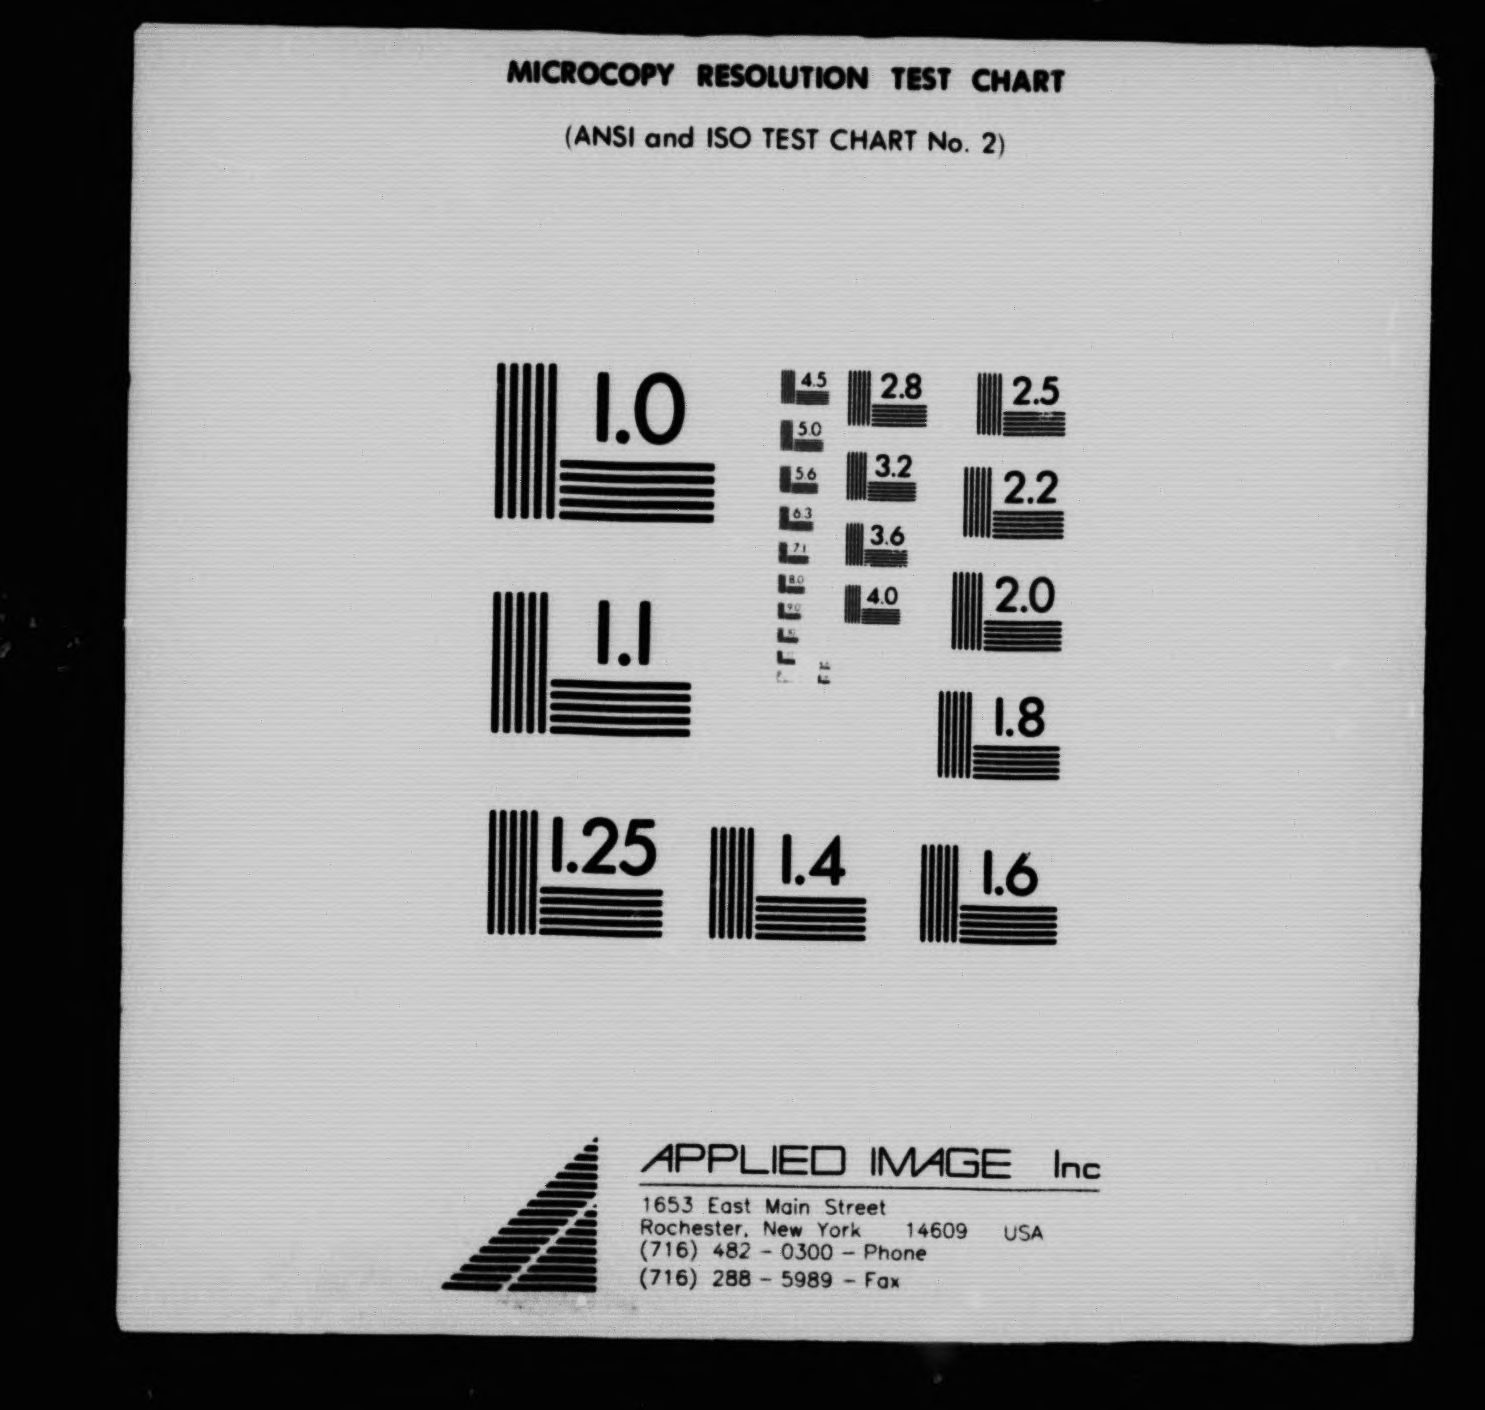 MICROCOPY RESOLUTION TEST CHART
(ANSI and ISO TEST CHART No. 2)
1.0
1.1
1.25
1.4
1.6
1.8
2.0
2.2
2.5
2.8
3.2
3.6
4.0
4.5
5.0
5.6
6.3
7.1
8.0
9.0
APPLIED IMAGE Inc
1653 East Main Street
Rochester, New York 14609 USA
(716) 482 - 0300 - Phone
(716) 288 - 5989 - Fax